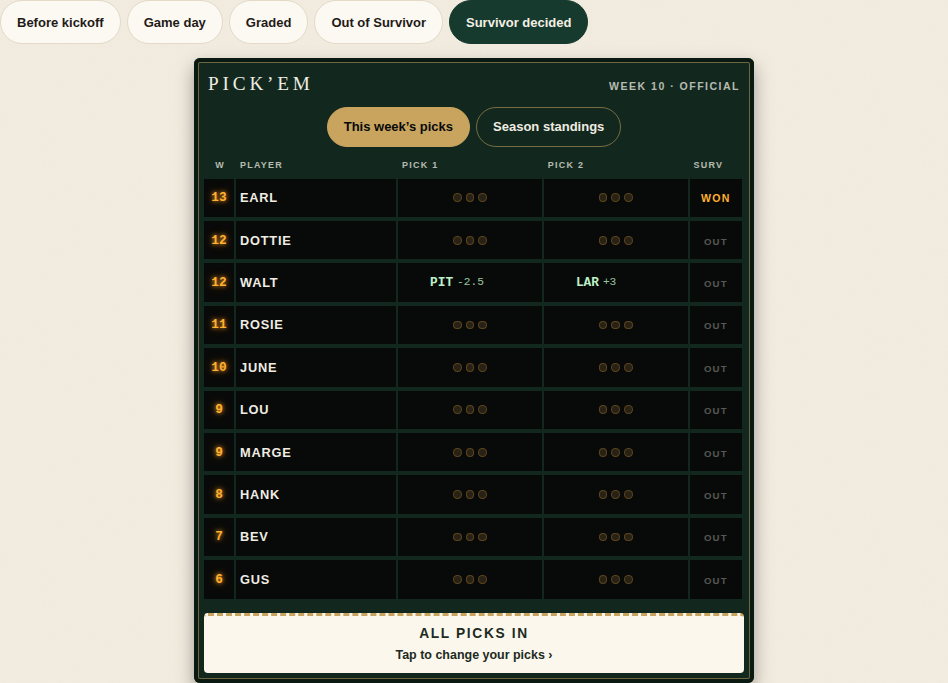 Before kickoff Game day Graded Out of Survivor Survivor decided
PICK’EM WEEK 10 · OFFICIAL
This week’s picks Season standings
W PLAYER PICK 1 PICK 2 SURV
13 EARL WON
12 DOTTIE OUT
12 WALT PIT -2.5 LAR +3 OUT
11 ROSIE OUT
10 JUNE OUT
9 LOU OUT
9 MARGE OUT
8 HANK OUT
7 BEV OUT
6 GUS OUT
ALL PICKS IN
Tap to change your picks ›